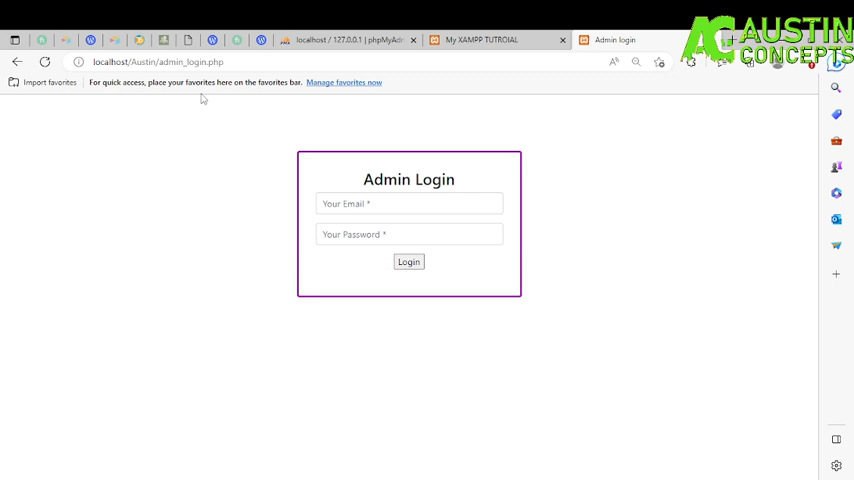 AUSTIN
CONCEPTS
localhost / 127.0.0.1 | phpMyAdm
My XAMPP TUTROIAL
Admin login
localhost/Austin/admin_login.php
Import favorites
For quick access, place your favorites here on the favorites bar. Manage favorites now
Admin Login
Your Email *
Your Password *
Login